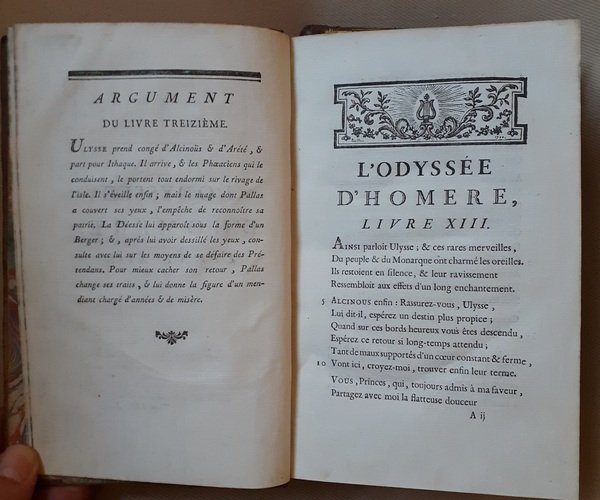 ARGUMENT
DU LIVRE TREIZIÈME.
ULYSSE prend congé d'Alcinoüs & d'Arété, &
part pour Ithaque. Il arrive, & les Phæaciens qui le
conduisent, le portent tout endormi sur le rivage de
l'isle. Il s'éveille enfin; mais le nuage dont Pallas
a couvert ses yeux, l'empêche de reconnoître sa
patrie. La Déesse lui apparoît sous la forme d'un
Berger; &, après lui avoir dessillé les yeux, con-
sulte avec lui sur les moyens de se défaire des Pré-
tendans. Pour mieux cacher son retour, Pallas
change ses traits, & lui donne la figure d'un men-
diant chargé d'années & de misère.
L'ODYSSÉE
D'HOMERE,
LIVRE XIII.
AINSI parloit Ulysse; & ces rares merveilles,
Du peuple & du Monarque ont charmé les oreilles.
Ils restoient en silence, & leur ravissement
Ressembloit aux effets d'un long enchantement.
5 ALCINOUS enfin: Rassurez-vous, Ulysse,
Lui dit-il, espérez un destin plus propice;
Quand sur ces bords heureux vous êtes descendu,
Espérez ce retour si long-temps attendu;
Tant de maux supportés d'un cœur constant & ferme,
10 Vont ici, croyez-moi, trouver enfin leur terme.
VOUS, Princes, qui, toujours admis à ma faveur,
Partagez avec moi la flatteuse douceur
A ij